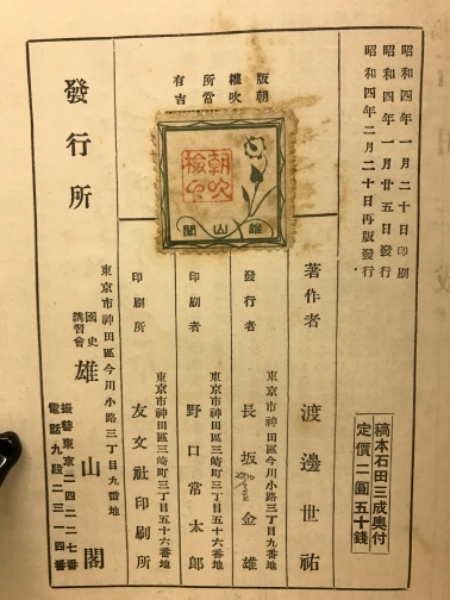 昭和四年一月二十日印刷
昭和四年一月廿五日發行
昭和四年二月二十日再版發行
稿本石田三成奧付
定價二圓五十錢
版權所有
朝吹常吉
朝吹
檢印
雄山閣
著作者 渡邊世祐
東京市神田區今川小路三丁目九番地
發行者 長坂金雄
東京市神田區三崎町三丁目五十六番地
印刷者 野口常太郎
東京市神田區三崎町三丁目五十六番地
印刷所 友文社印刷所
發行所
東京市神田區今川小路三丁目九番地
國史講習會 雄山閣
振替東京二四二二七番
電話九段二三一四番